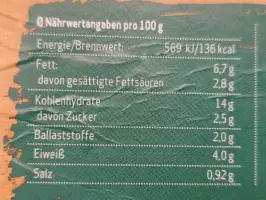 Ø Nährwertangaben pro 100 g
Energie/Brennwert: 569 kJ/136 kcal
Fett: 6,7 g
davon gesättigte Fettsäuren 2,8 g
Kohlenhydrate 14 g
davon Zucker 2,5 g
Ballaststoffe 2,0 g
Eiweiß 4,0 g
Salz 0,92 g